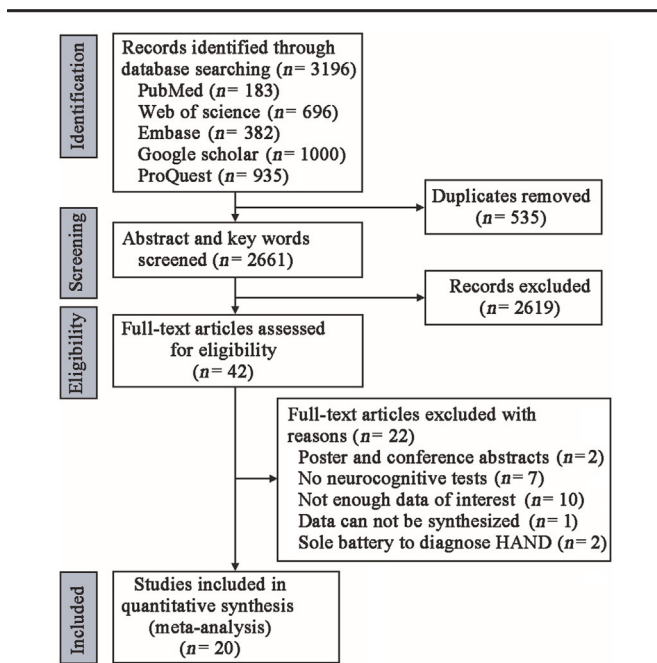 Identification
Records identified through
database searching (n= 3196)
PubMed (n= 183)
Web of science (n= 696)
Embase (n= 382)
Google scholar (n= 1000)
ProQuest (n= 935)
Duplicates removed
(n= 535)
Screening
Abstract and key words
screened (n= 2661)
Records excluded
(n= 2619)
Eligibility
Full-text articles assessed
for eligibility
(n= 42)
Full-text articles excluded with
reasons (n= 22)
Poster and conference abstracts (n=2)
No neurocognitive tests (n= 7)
Not enough data of interest (n= 10)
Data can not be synthesized (n= 1)
Sole battery to diagnose HAND (n= 2)
Included
Studies included in
quantitative synthesis
(meta-analysis)
(n= 20)